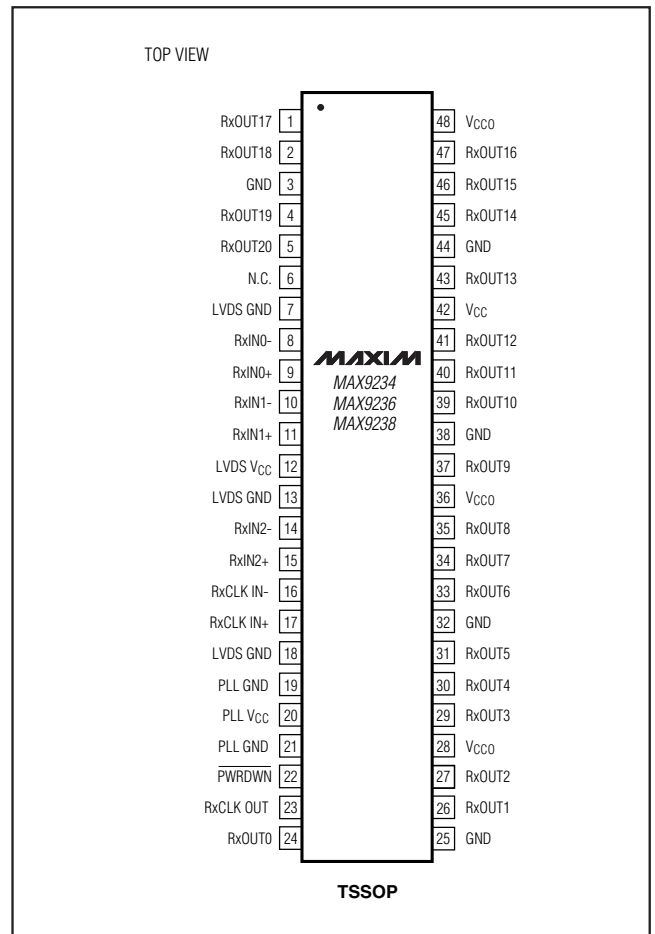 TOP VIEW
RxOUT17 1 48 VCCO
RxOUT18 2 47 RxOUT16
GND 3 46 RxOUT15
RxOUT19 4 45 RxOUT14
RxOUT20 5 44 GND
N.C. 6 43 RxOUT13
LVDS GND 7 42 VCC
RxIN0- 8 41 RxOUT12
MAXIM
RxIN0+ 9 40 RxOUT11
MAX9234
RxIN1- 10 39 RxOUT10
MAX9236
MAX9238
RxIN1+ 11 38 GND
LVDS VCC 12 37 RxOUT9
LVDS GND 13 36 VCCO
RxIN2- 14 35 RxOUT8
RxIN2+ 15 34 RxOUT7
RxCLK IN- 16 33 RxOUT6
RxCLK IN+ 17 32 GND
LVDS GND 18 31 RxOUT5
PLL GND 19 30 RxOUT4
PLL VCC 20 29 RxOUT3
PLL GND 21 28 VCCO
PWRDWN 22 27 RxOUT2
RxCLK OUT 23 26 RxOUT1
RxOUT0 24 25 GND
TSSOP